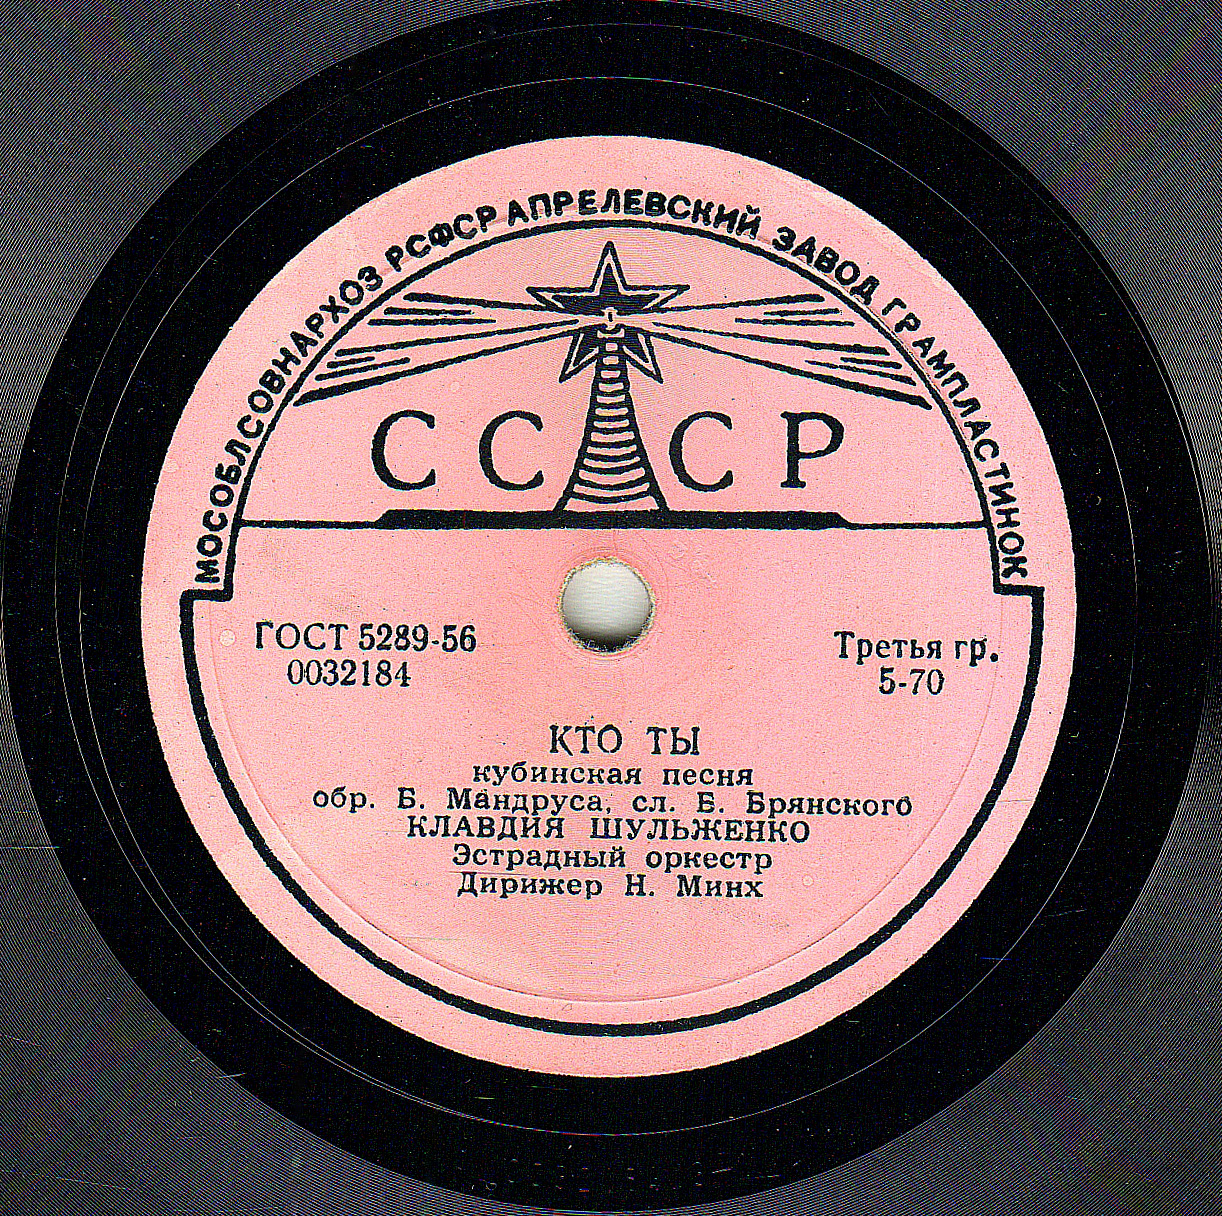 МОСОБЛСОВНАРХОЗ РСФСР АПРЕЛЕВСКИЙ ЗАВОД ГРАМПЛАСТИНОК
СССР
ГОСТ 5289-56
0032184
Третья гр.
5-70
КТО ТЫ
кубинская песня
обр. Б. Мандруса, сл. Б. Брянского
КЛАВДИЯ ШУЛЬЖЕНКО
Эстрадный оркестр
Дирижер Н. Минх